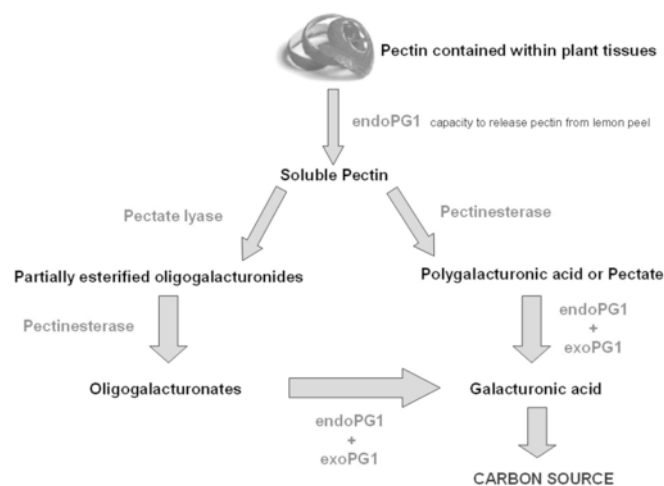 Pectin contained within plant tissues
endoPG1 capacity to release pectin from lemon peel
Soluble Pectin
Pectate lyase
Pectinesterase
Partially esterified oligogalacturonides
Polygalacturonic acid or Pectate
Pectinesterase
endoPG1
+
exoPG1
Oligogalacturonates
Galacturonic acid
endoPG1
+
exoPG1
CARBON SOURCE